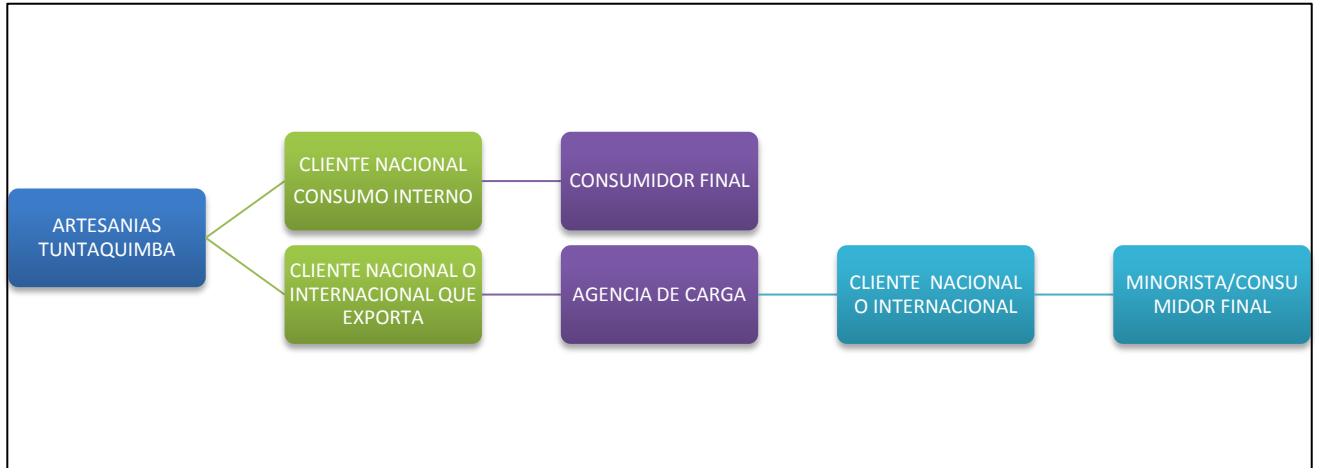 ARTESANIAS
TUNTAQUIMBA
CLIENTE NACIONAL
CONSUMO INTERNO
CONSUMIDOR FINAL
CLIENTE NACIONAL O
INTERNACIONAL QUE
EXPORTA
AGENCIA DE CARGA
CLIENTE NACIONAL
O INTERNACIONAL
MINORISTA/CONSU
MIDOR FINAL